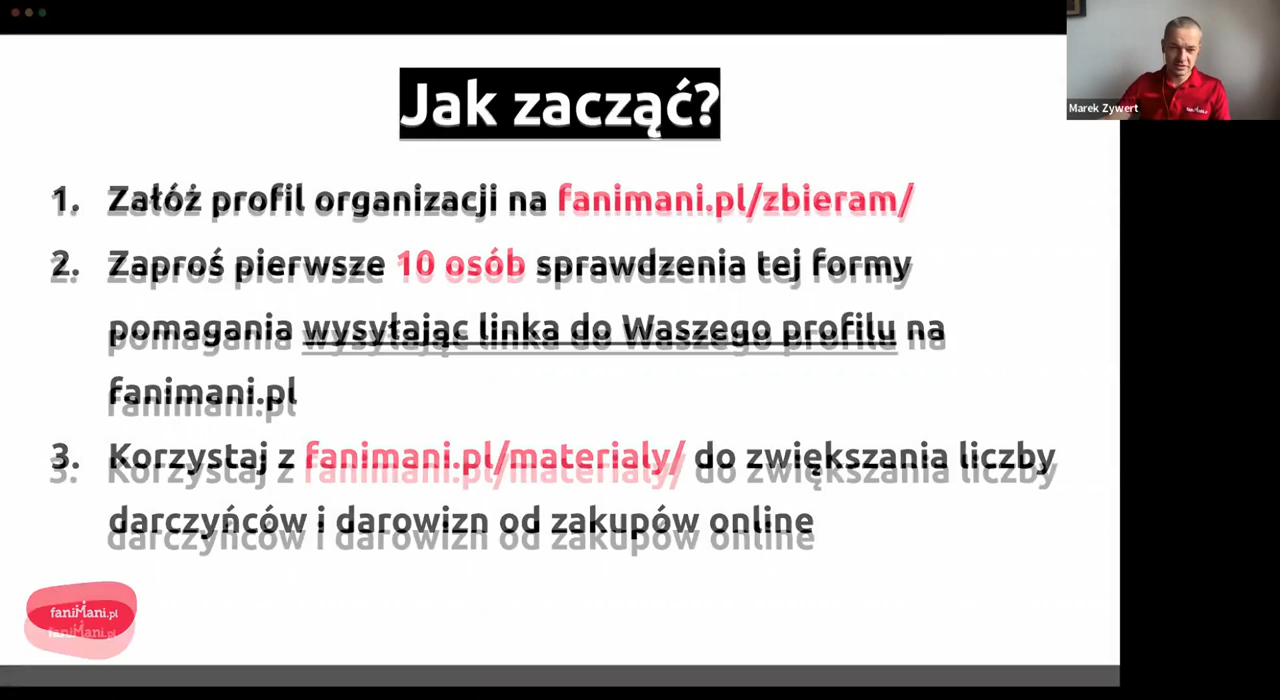 Jak zacząć?
Marek Zywert
1. Załóż profil organizacji na fanimani.pl/zbieram/
2. Zaproś pierwsze 10 osób sprawdzenia tej formy
pomagania wysyłając linka do Waszego profilu na
fanimani.pl
3. Korzystaj z fanimani.pl/materialy/ do zwiększania liczby
darczyńców i darowizn od zakupów online
faniMani.pl